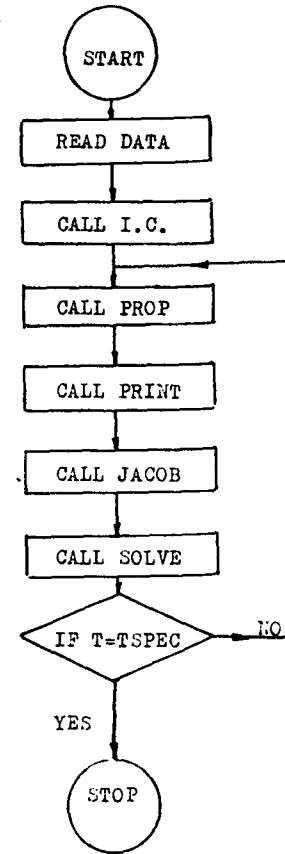 START
READ DATA
CALL I.C.
CALL PROP
CALL PRINT
CALL JACOB
CALL SOLVE
IF T=TSPEC
NO
YES
STOP